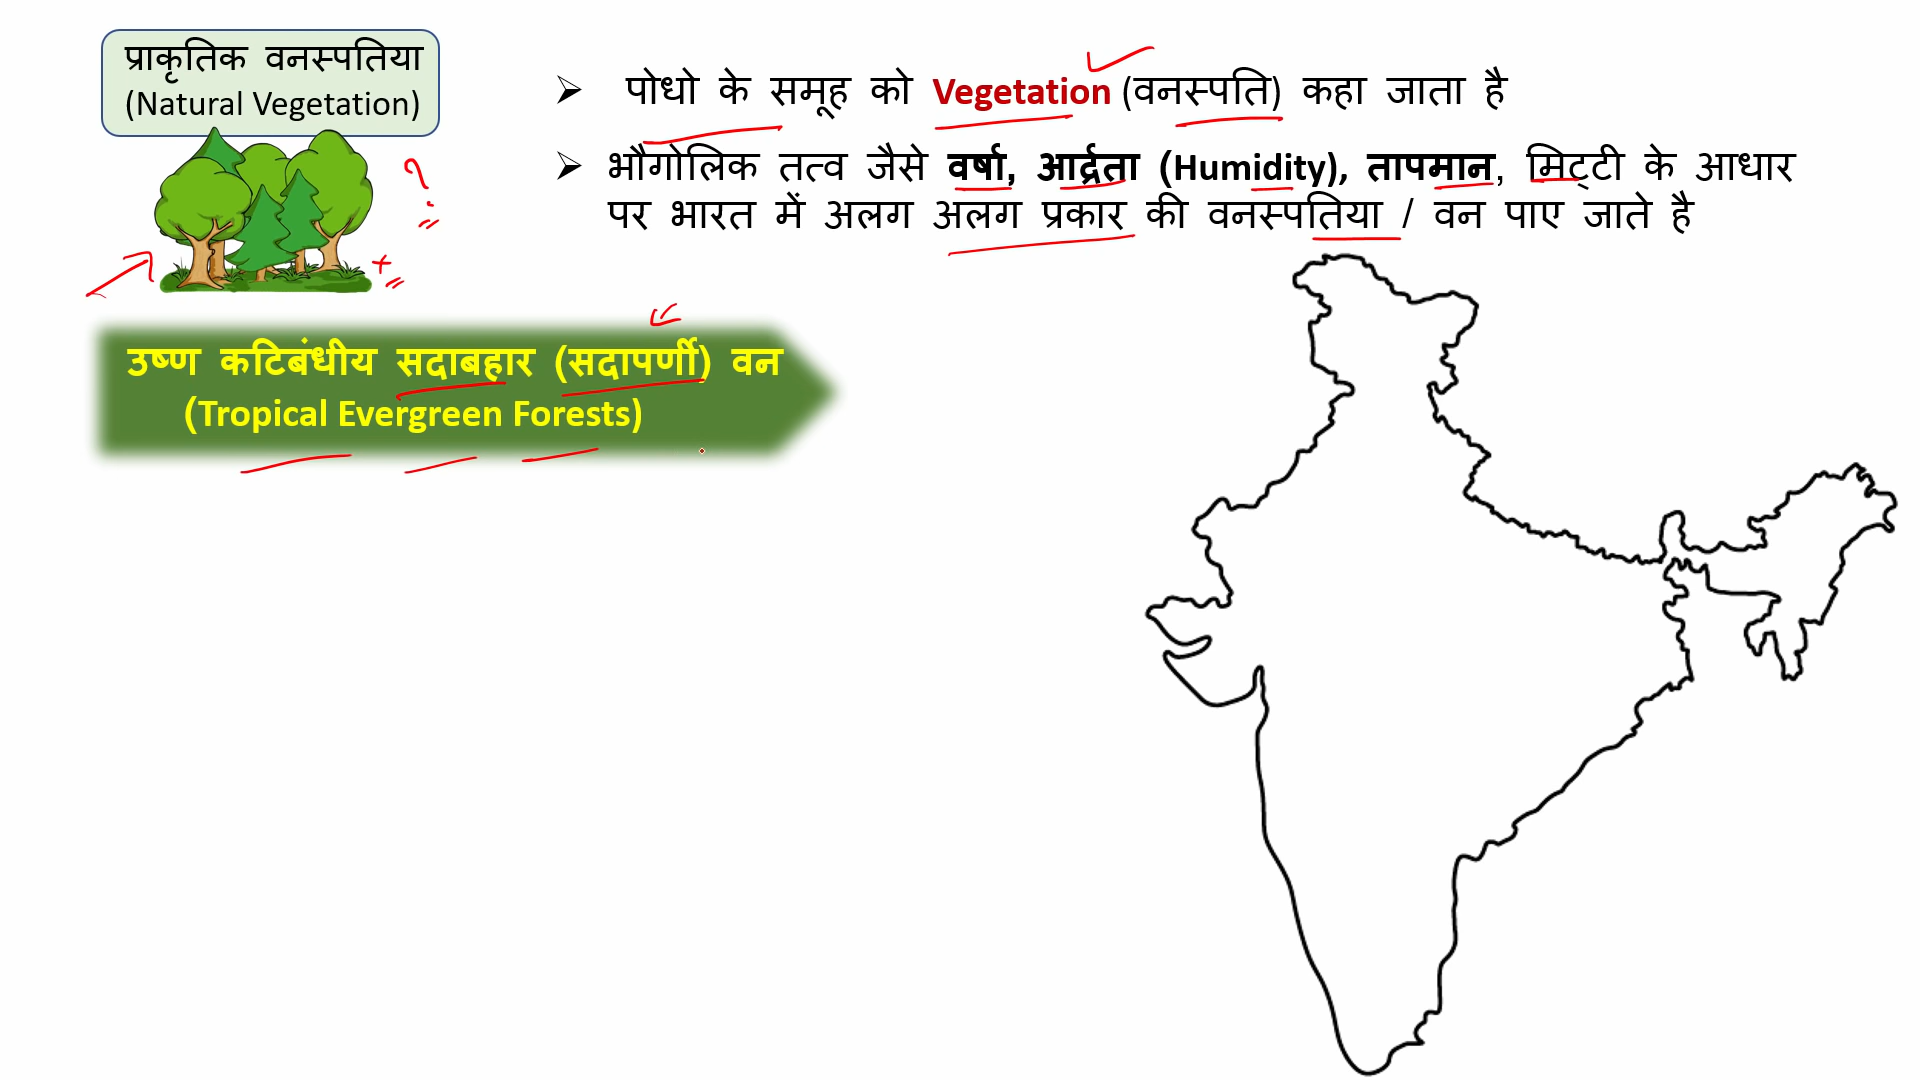 प्राकृतिक वनस्पतिया
(Natural Vegetation)
➢ पोधो के समूह को Vegetation (वनस्पति) कहा जाता है
➢ भौगोलिक तत्व जैसे वर्षा, आर्द्रता (Humidity), तापमान, मिट्टी के आधार
पर भारत में अलग अलग प्रकार की वनस्पतिया / वन पाए जाते है
?
उष्ण कटिबंधीय सदाबहार (सदापर्णी) वन
(Tropical Evergreen Forests)